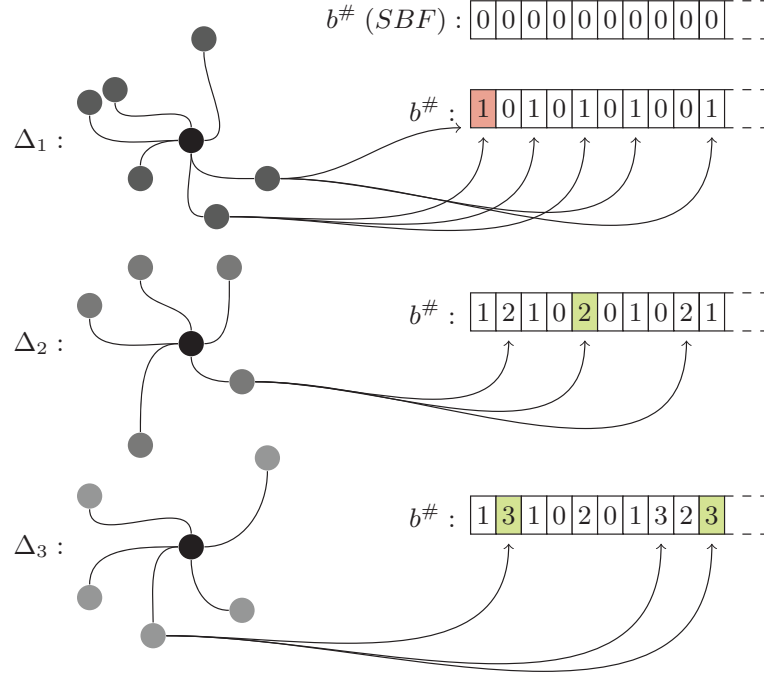 b# (SBF) : 0 0 0 0 0 0 0 0 0 0
Δ1 : b# : 1 0 1 0 1 0 1 0 0 1
Δ2 : b# : 1 2 1 0 2 0 1 0 2 1
Δ3 : b# : 1 3 1 0 2 0 1 3 2 3